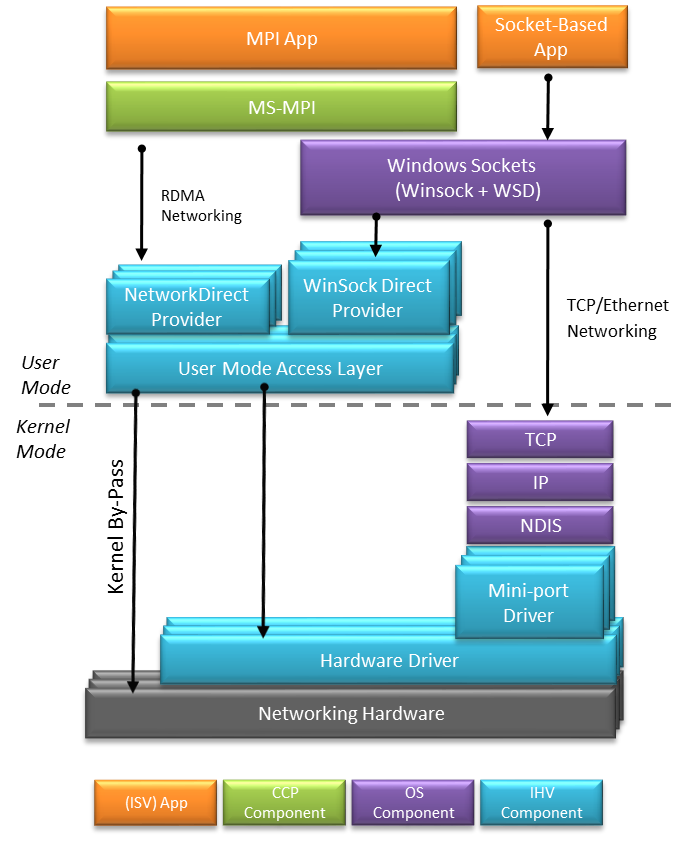 MPI App
Socket-Based
App
MS-MPI
Windows Sockets
(Winsock + WSD)
RDMA
Networking
NetworkDirect
Provider
WinSock Direct
Provider
TCP/Ethernet
Networking
User Mode Access Layer
User
Mode
Kernel
Mode
TCP
Kernel By-Pass
IP
NDIS
Mini-port
Driver
Hardware Driver
Networking Hardware
(ISV) App
CCP
Component
OS
Component
IHV
Component